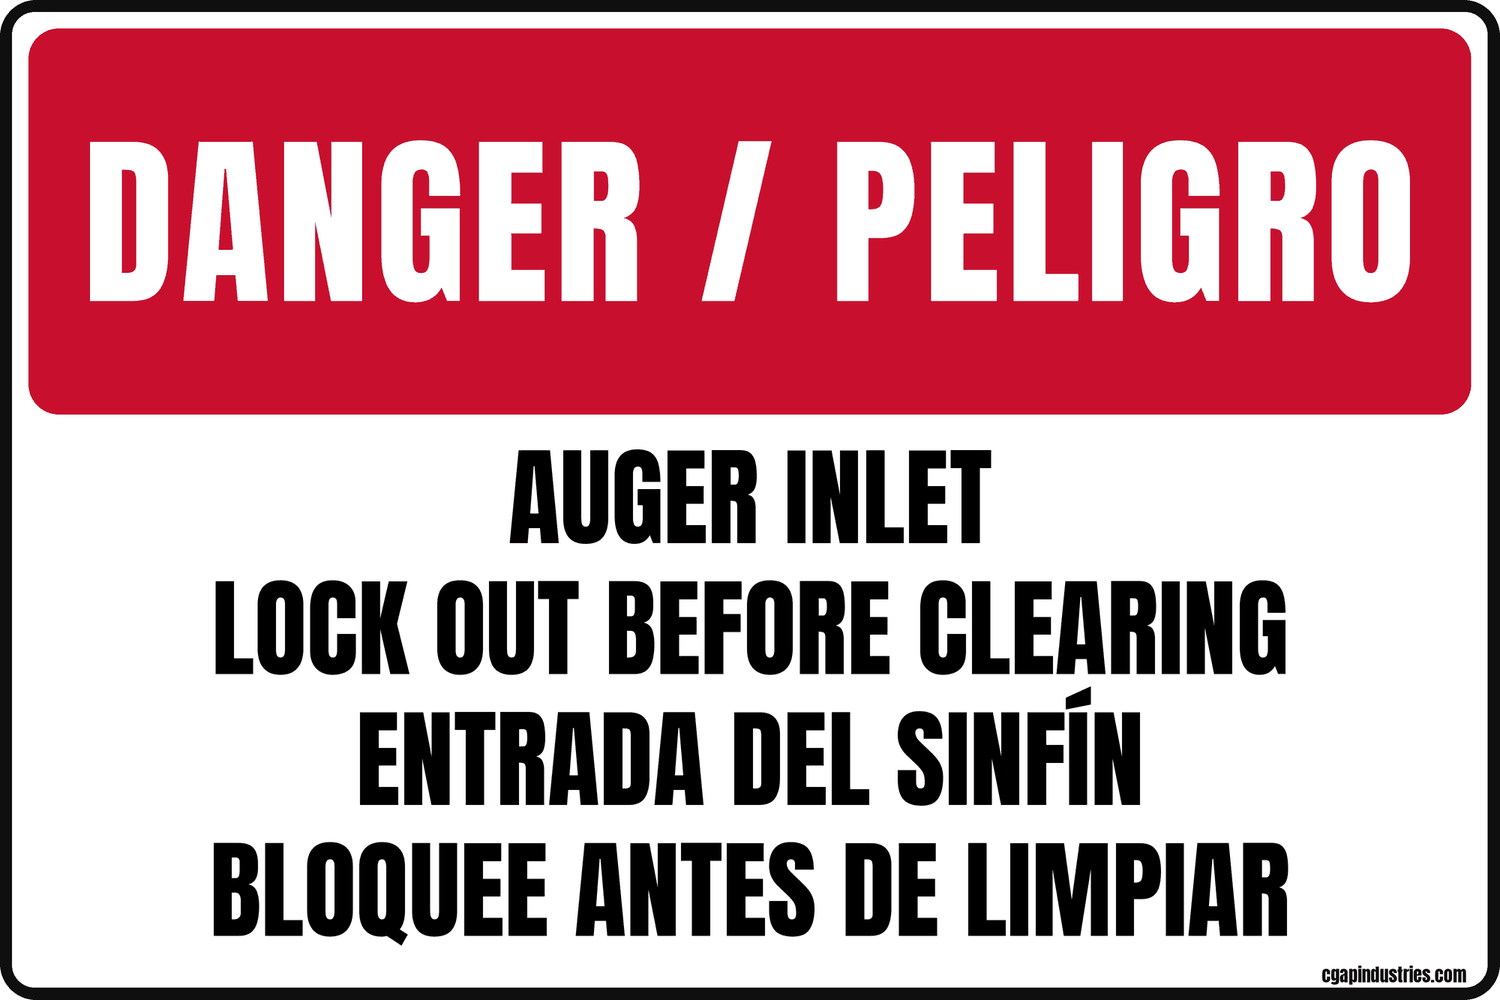 DANGER / PELIGRO
AUGER INLET
LOCK OUT BEFORE CLEARING
ENTRADA DEL SINFÍN
BLOQUEE ANTES DE LIMPIAR
cgapindustries.com